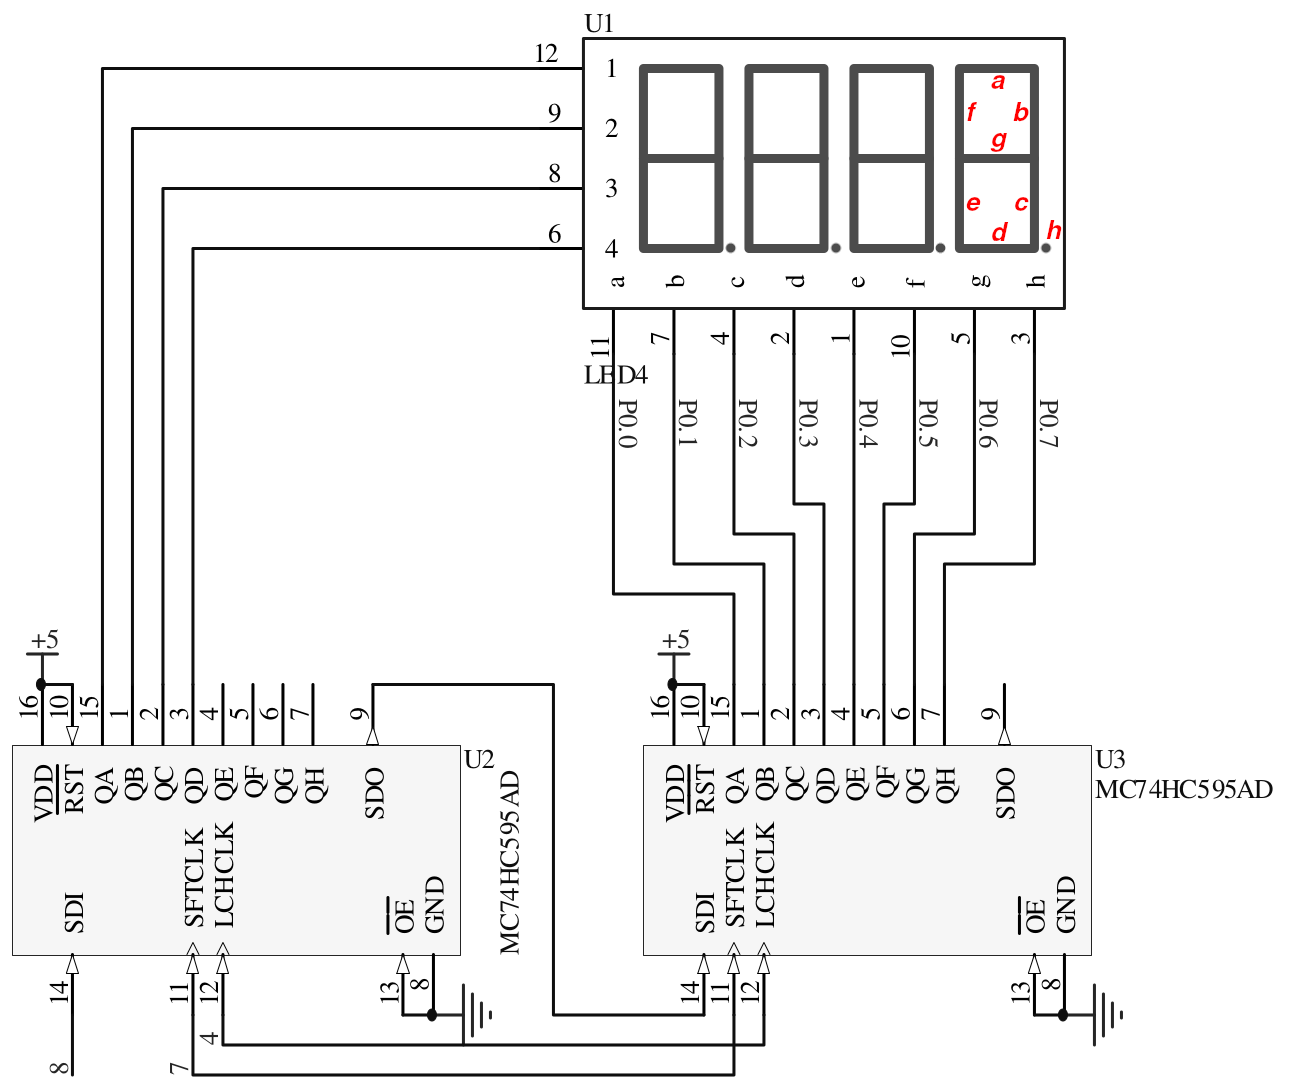 U1
12 1 a
9 2 f b
g
8 3 e c
6 4 d h
a b c d e f g h
11 7 4 2 1 10 5 3
LED4
P0.0 P0.1 P0.2 P0.3 P0.4 P0.5 P0.6 P0.7
+5 +5
16 10 15 1 2 3 4 5 6 7 9
16 10 15 1 2 3 4 5 6 7 9
VDD RST QA QB QC QD QE QF QG QH SDO
U2
MC74HC595AD
VDD RST QA QB QC QD QE QF QG QH SDO
U3
MC74HC595AD
SDI SFTCLK LCHCLK OE GND
SDI SFTCLK LCHCLK OE GND
14 11 12 13 8
14 11 12 13 8
8 7 4